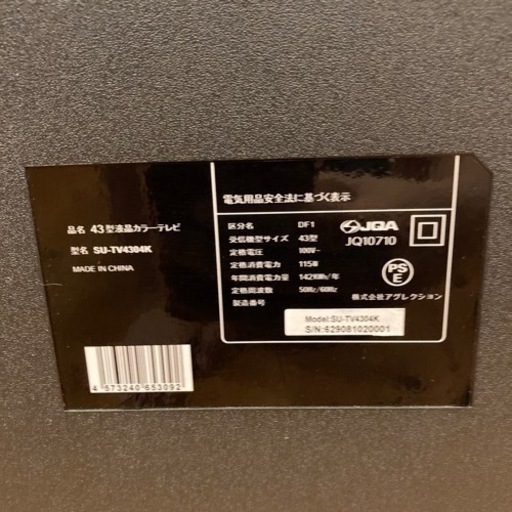 品名 43型液晶カラーテレビ
型名 SU-TV4304K
MADE IN CHINA
4 573240 653092
電気用品安全法に基づく表示
区分名 DF1
受信機型サイズ 43型
定格電圧 100V~
定格消費電力 115W
年間消費電力量 142KWh/年
定格周波数 50Hz/60Hz
製造番号
JQA
JQ10710
PSE
株式会社アグレクション
Model:SU-TV4304K
S/N:629081020001